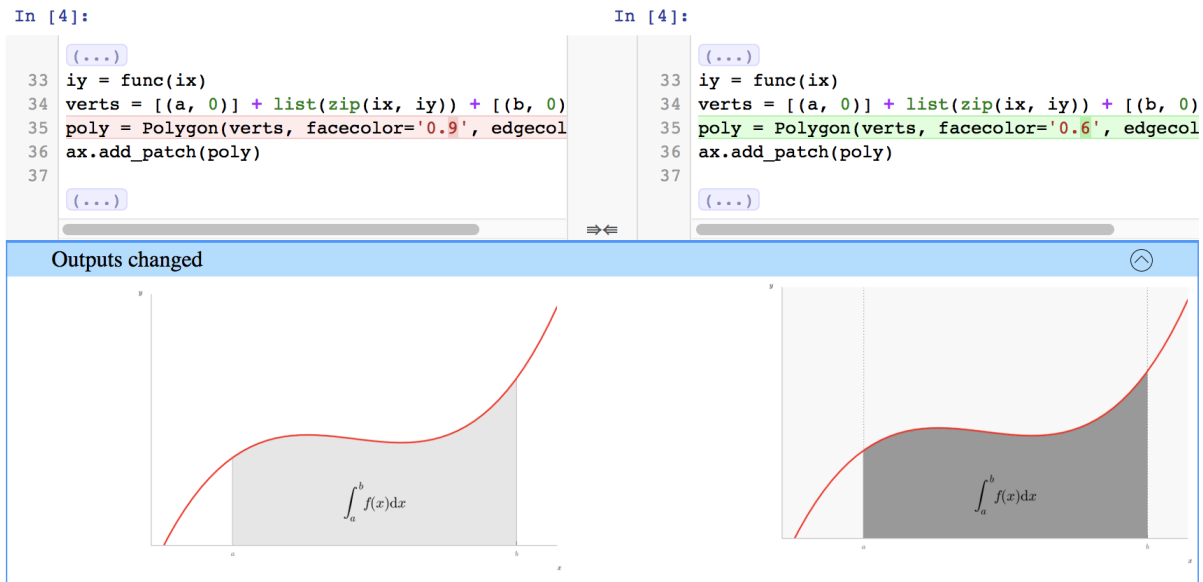 In [4]:
(...)
33 iy = func(ix)
34 verts = [(a, 0)] + list(zip(ix, iy)) + [(b, 0)
35 poly = Polygon(verts, facecolor='0.9', edgecol
36 ax.add_patch(poly)
37
(...)
In [4]:
(...)
33 iy = func(ix)
34 verts = [(a, 0)] + list(zip(ix, iy)) + [(b, 0)
35 poly = Polygon(verts, facecolor='0.6', edgecol
36 ax.add_patch(poly)
37
(...)
Outputs changed
y
∫_a^b f(x)dx
a b
x
y
∫_a^b f(x)dx
a b
x